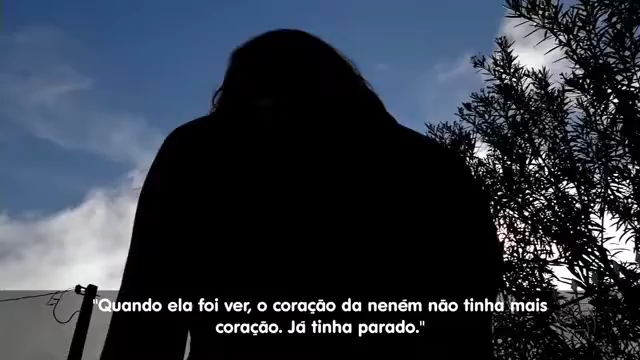 "Quando ela foi ver, o coração da neném não tinha mais
coração. Já tinha parado."